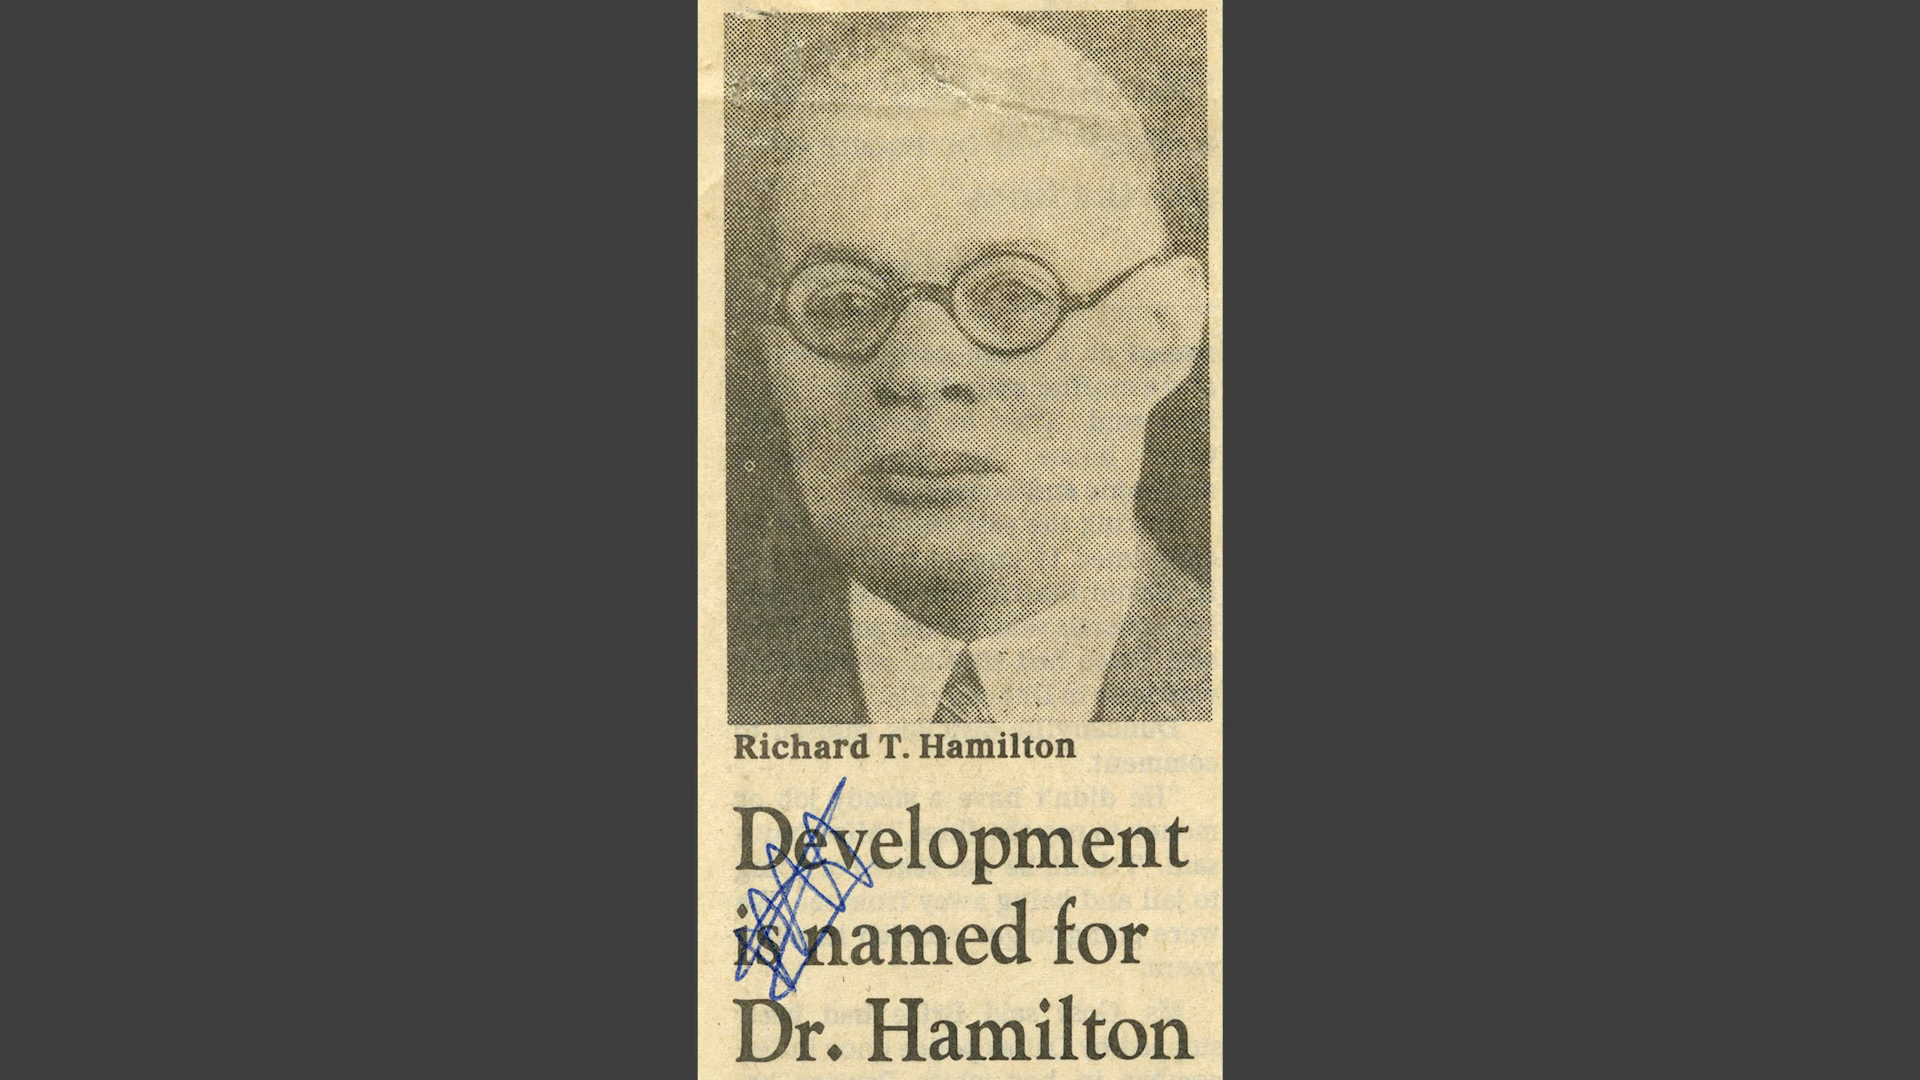 Richard T. Hamilton
Development
is named for
Dr. Hamilton